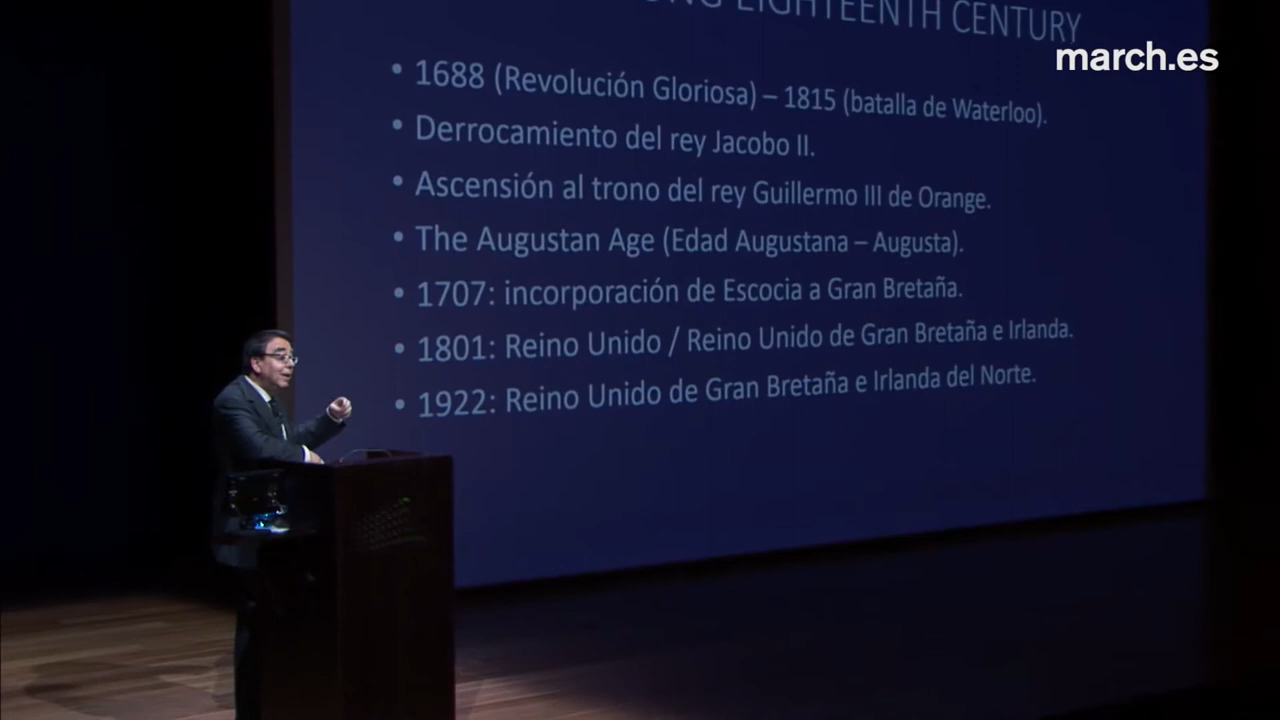 EIGHTEENTH CENTURY
march.es
• 1688 (Revolución Gloriosa) – 1815 (batalla de Waterloo).
• Derrocamiento del rey Jacobo II.
• Ascensión al trono del rey Guillermo III de Orange.
• The Augustan Age (Edad Augustana – Augusta).
• 1707: incorporación de Escocia a Gran Bretaña.
• 1801: Reino Unido / Reino Unido de Gran Bretaña e Irlanda.
• 1922: Reino Unido de Gran Bretaña e Irlanda del Norte.